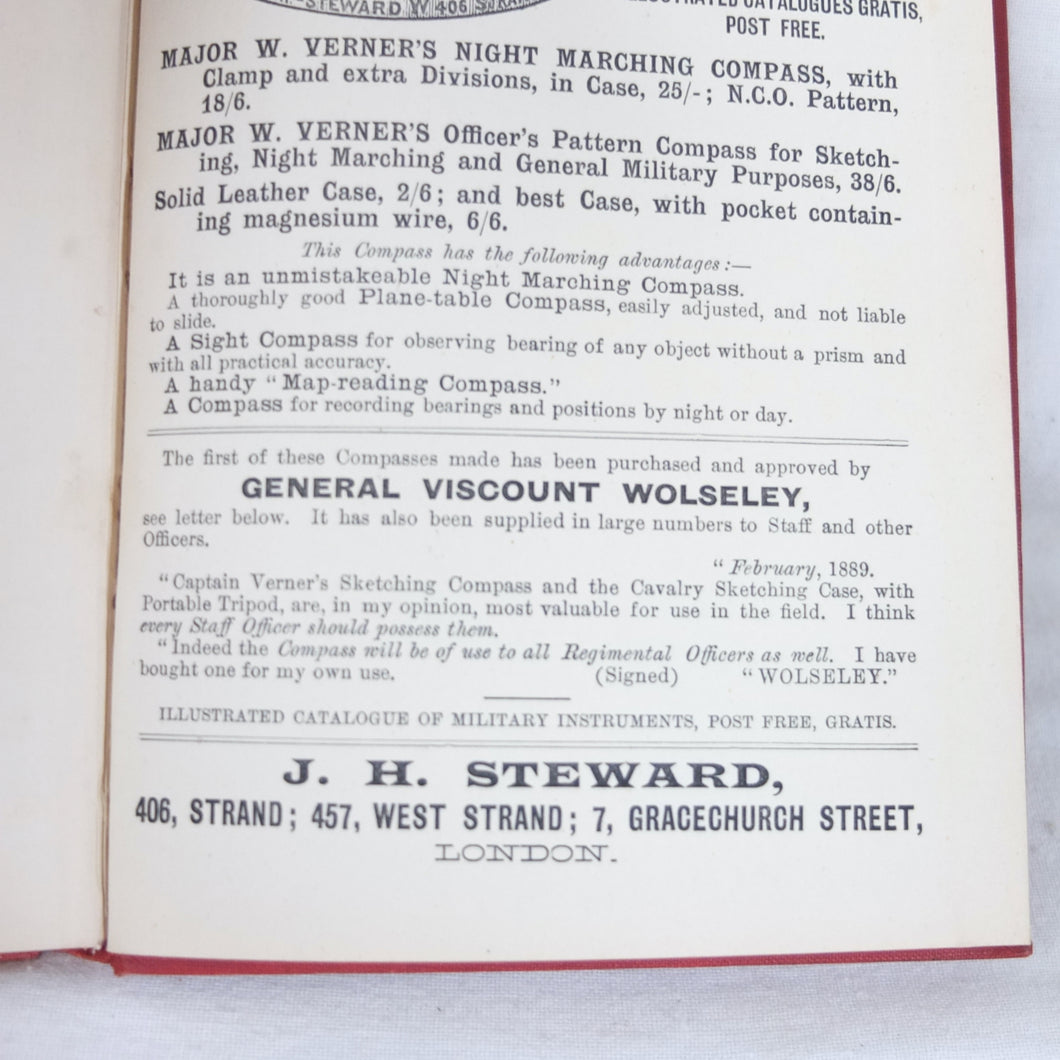 STEWARD 406 STRAND
ILLUSTRATED CATALOGUES GRATIS,
POST FREE.
MAJOR W. VERNER'S NIGHT MARCHING COMPASS, with
Clamp and extra Divisions, in Case, 25/-; N.C.O. Pattern,
18/6.
MAJOR W. VERNER'S Officer's Pattern Compass for Sketch-
ing, Night Marching and General Military Purposes, 38/6.
Solid Leather Case, 2/6; and best Case, with pocket contain-
ing magnesium wire, 6/6.
This Compass has the following advantages:—
It is an unmistakeable Night Marching Compass.
A thoroughly good Plane-table Compass, easily adjusted, and not liable
to slide.
A Sight Compass for observing bearing of any object without a prism and
with all practical accuracy.
A handy "Map-reading Compass."
A Compass for recording bearings and positions by night or day.
The first of these Compasses made has been purchased and approved by
GENERAL VISCOUNT WOLSELEY,
see letter below. It has also been supplied in large numbers to Staff and other
Officers.
"February, 1889.
"Captain Verner's Sketching Compass and the Cavalry Sketching Case, with
Portable Tripod, are, in my opinion, most valuable for use in the field. I think
every Staff Officer should possess them.
"Indeed the Compass will be of use to all Regimental Officers as well. I have
bought one for my own use. (Signed) "WOLSELEY."
ILLUSTRATED CATALOGUE OF MILITARY INSTRUMENTS, POST FREE, GRATIS.
J. H. STEWARD,
406, STRAND; 457, WEST STRAND; 7, GRACECHURCH STREET,
LONDON.